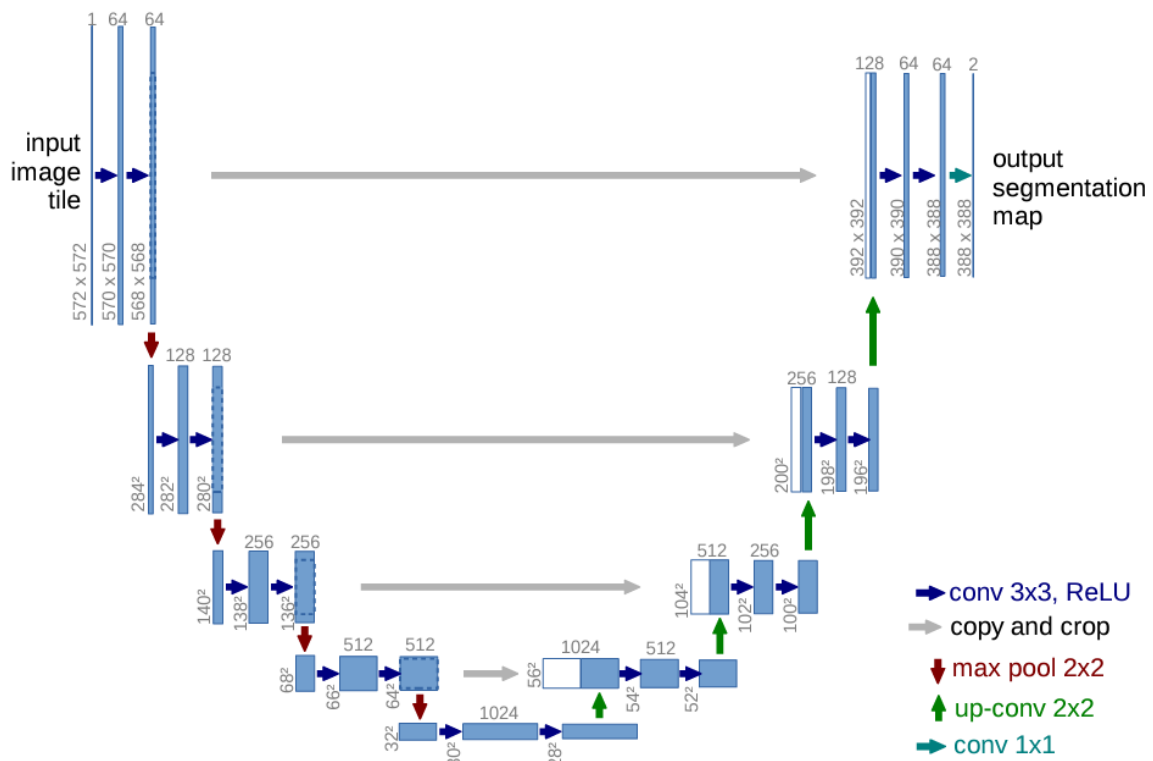 1 64 64
input
image
tile
572 x 572
570 x 570
568 x 568
128 64 64 2
output
segmentation
map
392 x 392
390 x 390
388 x 388
388 x 388
128 128
284²
282²
280²
256 128
200²
198²
196²
256 256
140²
138²
136²
512 256
104²
102²
100²
512 512
68²
66²
64²
1024 512
56²
54²
52²
1024
32²
conv 3x3, ReLU
copy and crop
max pool 2x2
up-conv 2x2
conv 1x1